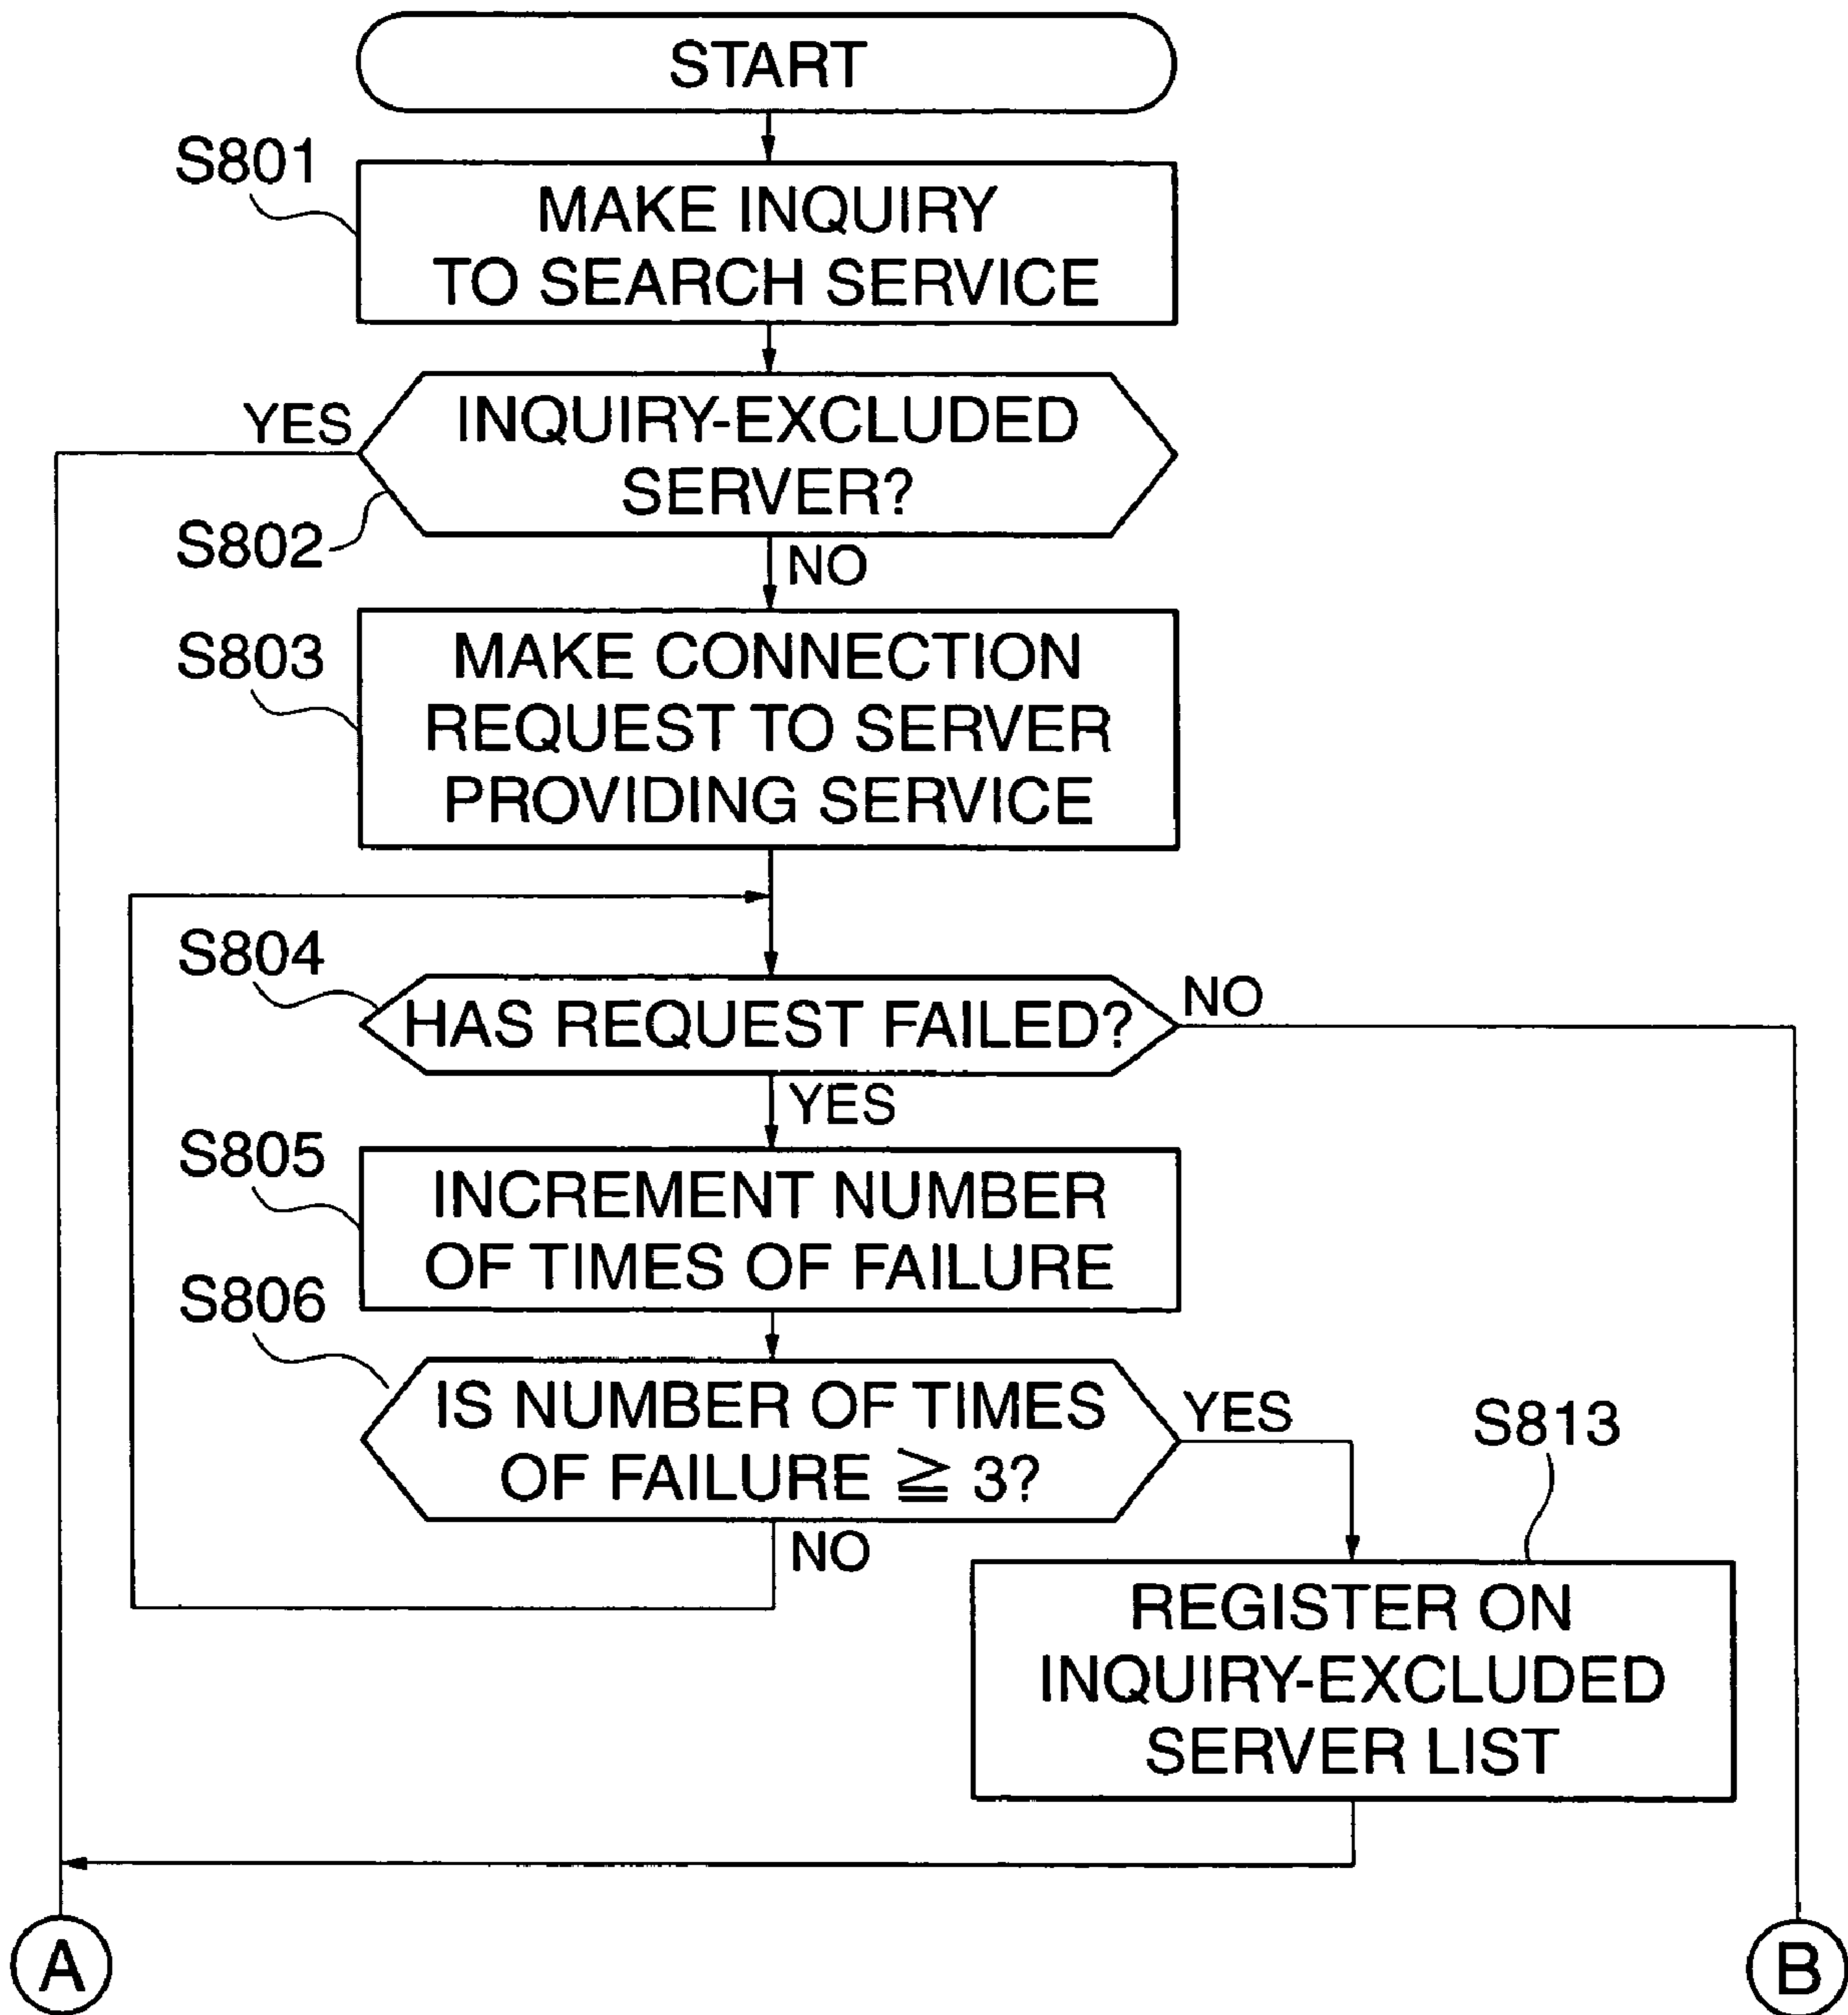 START
S801
MAKE INQUIRY
TO SEARCH SERVICE
YES
INQUIRY-EXCLUDED
SERVER?
S802
NO
S803
MAKE CONNECTION
REQUEST TO SERVER
PROVIDING SERVICE
S804
HAS REQUEST FAILED?
NO
YES
S805
INCREMENT NUMBER
OF TIMES OF FAILURE
S806
IS NUMBER OF TIMES
OF FAILURE ≧ 3?
YES
S813
NO
REGISTER ON
INQUIRY-EXCLUDED
SERVER LIST
A
B